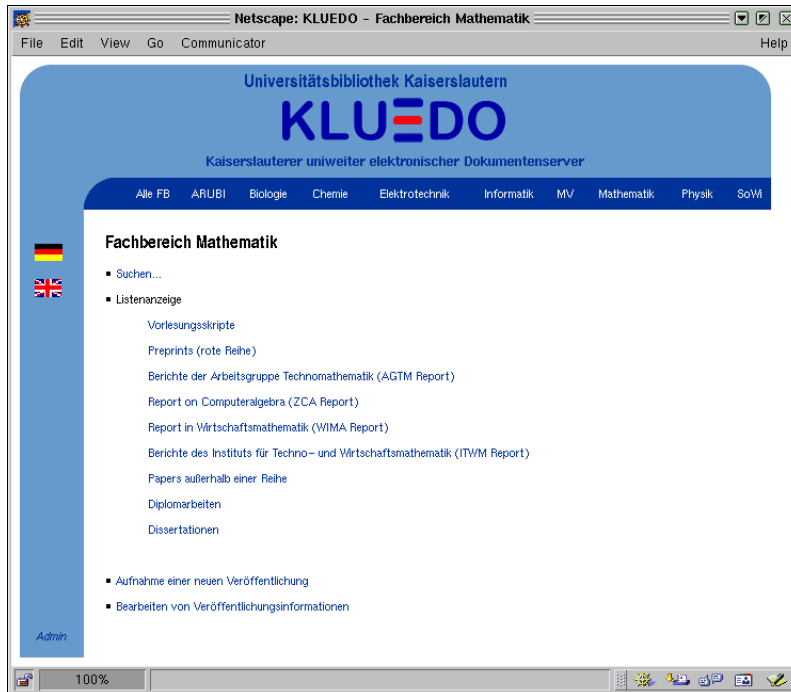 Netscape: KLUEDO - Fachbereich Mathematik
File Edit View Go Communicator Help
Universitätsbibliothek Kaiserslautern
KLUEDO
Kaiserslauterer uniweiter elektronischer Dokumentenserver
Alle FB ARUBI Biologie Chemie Elektrotechnik Informatik MV Mathematik Physik SoWi
Fachbereich Mathematik
Suchen...
Listenanzeige
Vorlesungsskripte
Preprints (rote Reihe)
Berichte der Arbeitsgruppe Technomathematik (AGTM Report)
Report on Computeralgebra (ZCA Report)
Report in Wirtschaftsmathematik (WIMA Report)
Berichte des Instituts für Techno- und Wirtschaftsmathematik (ITWM Report)
Papers außerhalb einer Reihe
Diplomarbeiten
Dissertationen
Aufnahme einer neuen Veröffentlichung
Bearbeiten von Veröffentlichungsinformationen
Admin
100%